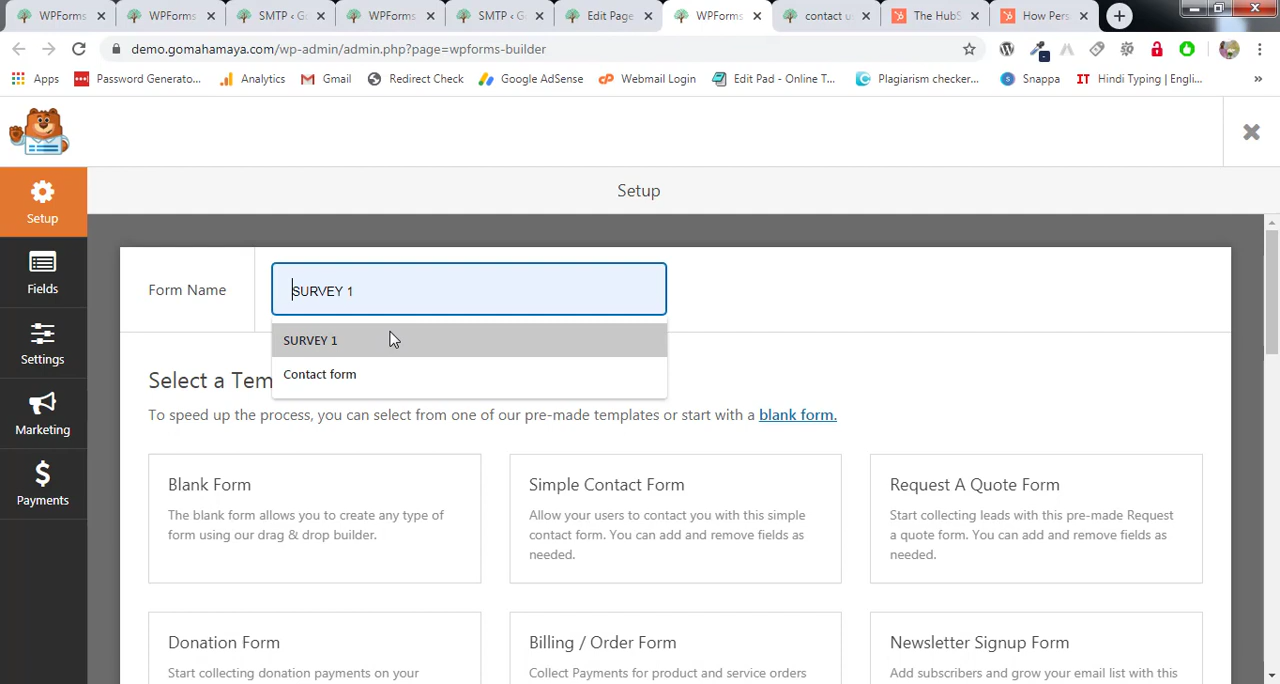 WPForms
WPForms
SMTP ‹ G
WPForms
SMTP ‹ G
Edit Page
WPForms
contact u
The HubS
How Pers
demo.gomahamaya.com/wp-admin/admin.php?page=wpforms-builder
Apps
Password Generato...
Analytics
Gmail
Redirect Check
Google AdSense
Webmail Login
Edit Pad - Online T...
Plagiarism checker...
Snappa
IT Hindi Typing | Engli...
»
Setup
Setup
Fields
Settings
Marketing
$
Payments
Form Name
SURVEY 1
SURVEY 1
Contact form
Select a Tem
To speed up the process, you can select from one of our pre-made templates or start with a blank form.
Blank Form
The blank form allows you to create any type of
form using our drag & drop builder.
Simple Contact Form
Allow your users to contact you with this simple
contact form. You can add and remove fields as
needed.
Request A Quote Form
Start collecting leads with this pre-made Request
a quote form. You can add and remove fields as
needed.
Donation Form
Start collecting donation payments on your
Billing / Order Form
Collect Payments for product and service orders
Newsletter Signup Form
Add subscribers and grow your email list with this